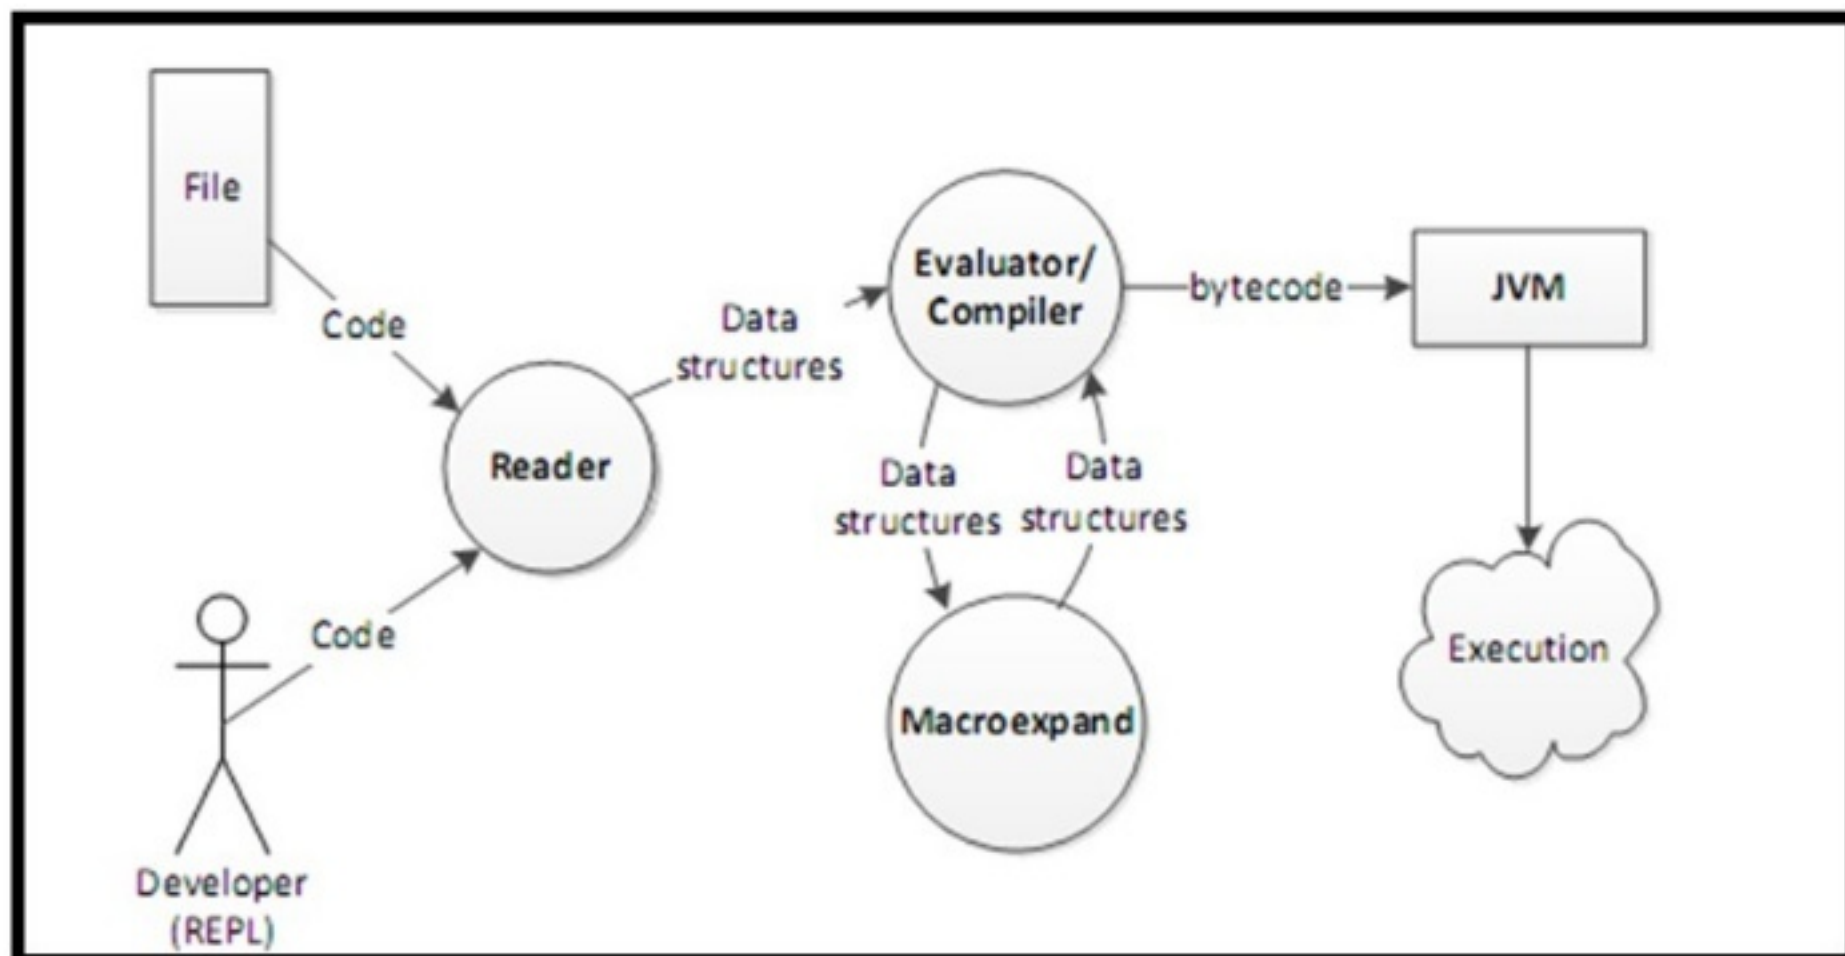 File
Code
Reader
Code
Developer
(REPL)
Data
structures
Evaluator/
Compiler
Data
structures
Data
structures
Macroexpand
bytecode
JVM
Execution